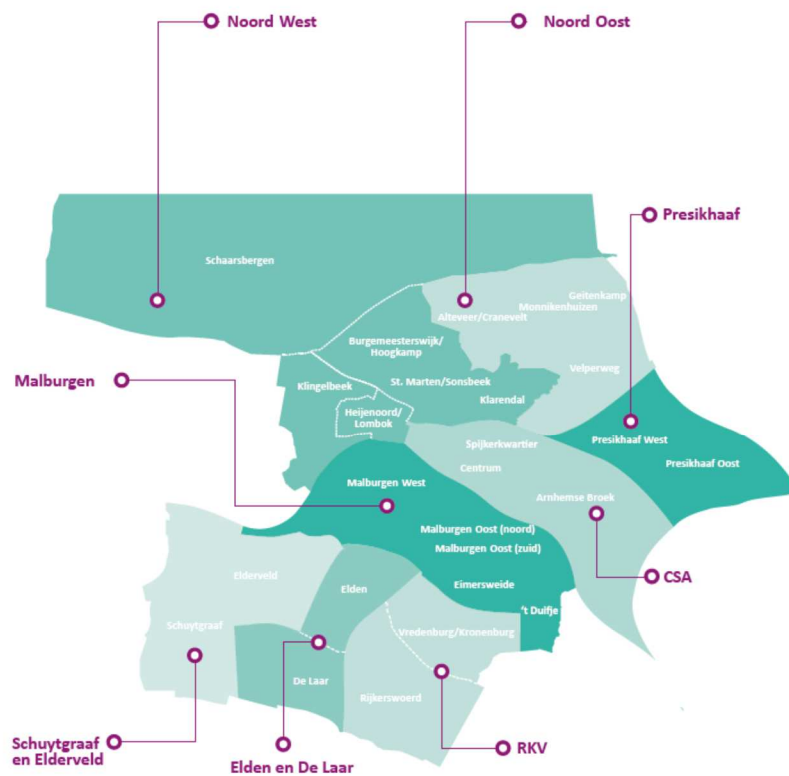 Noord West
Noord Oost
Presikhaaf
Schaarsbergen
Geitenkamp
Monnikenhuizen
Alteveer/Cranevelt
Burgemeesterswijk/
Hoogkamp
Velperweg
Malburgen
Klingelbeek
St. Marten/Sonsbeek
Klarendal
Heijenoord/
Lombok
Presikhaaf West
Spijkerkwartier
Presikhaaf Oost
Centrum
Malburgen West
Arnhemse Broek
Malburgen Oost (noord)
Malburgen Oost (zuid)
Elderveld
Elden
Eimersweide
CSA
't Duifje
Schuytgraaf
Vredenburg/Kronenburg
De Laar
Rijkerswoerd
Schuytgraaf
en Elderveld
Elden en De Laar
RKV